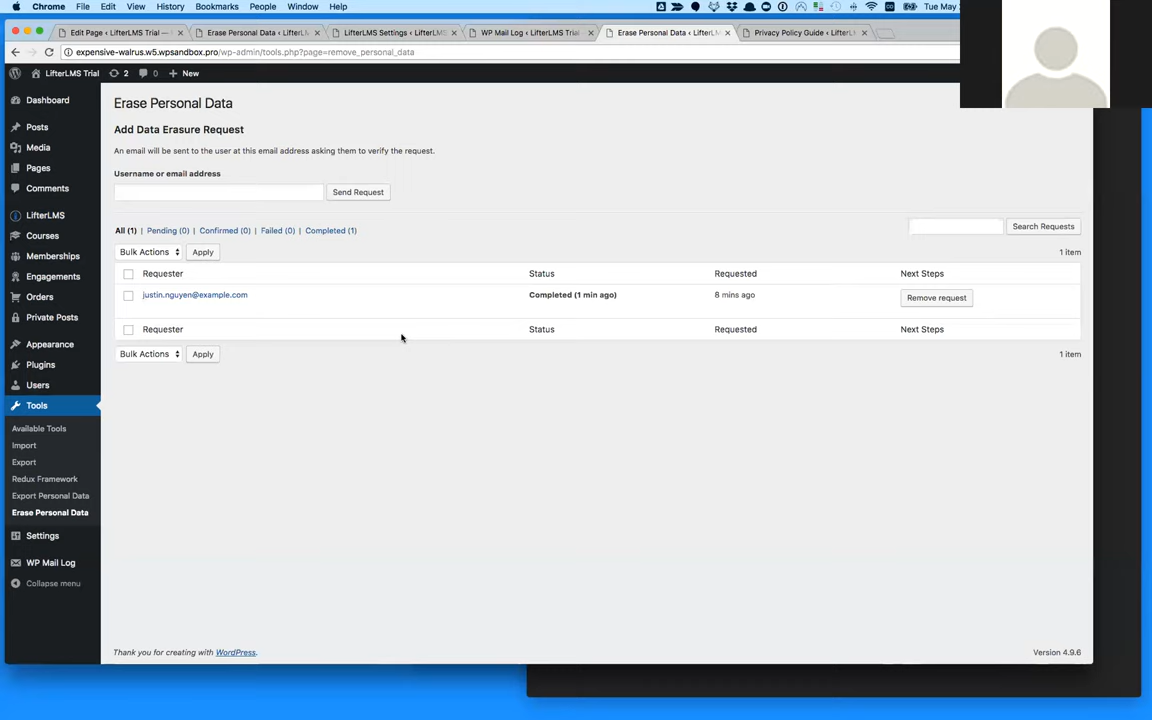 Chrome File Edit View History Bookmarks People Window Help Tue May
Edit Page ‹ LifterLMS Trial — Erase Personal Data ‹ LifterLM LifterLMS Settings ‹ LifterLMS WP Mail Log ‹ LifterLMS Trial Erase Personal Data ‹ LifterLM Privacy Policy Guide ‹ LifterLM
expensive-walrus.w5.wpsandbox.pro/wp-admin/tools.php?page=remove_personal_data
LifterLMS Trial 2 0 + New
Dashboard
Posts
Media
Pages
Comments
LifterLMS
Courses
Memberships
Engagements
Orders
Private Posts
Appearance
Plugins
Users
Tools
Available Tools
Import
Export
Redux Framework
Export Personal Data
Erase Personal Data
Settings
WP Mail Log
Collapse menu
Erase Personal Data
Add Data Erasure Request
An email will be sent to the user at this email address asking them to verify the request.
Username or email address
Send Request
All (1) | Pending (0) | Confirmed (0) | Failed (0) | Completed (1)
Search Requests
Bulk Actions Apply 1 item
Requester Status Requested Next Steps
justin.nguyen@example.com Completed (1 min ago) 8 mins ago Remove request
Requester Status Requested Next Steps
Bulk Actions Apply 1 item
Thank you for creating with WordPress. Version 4.9.6